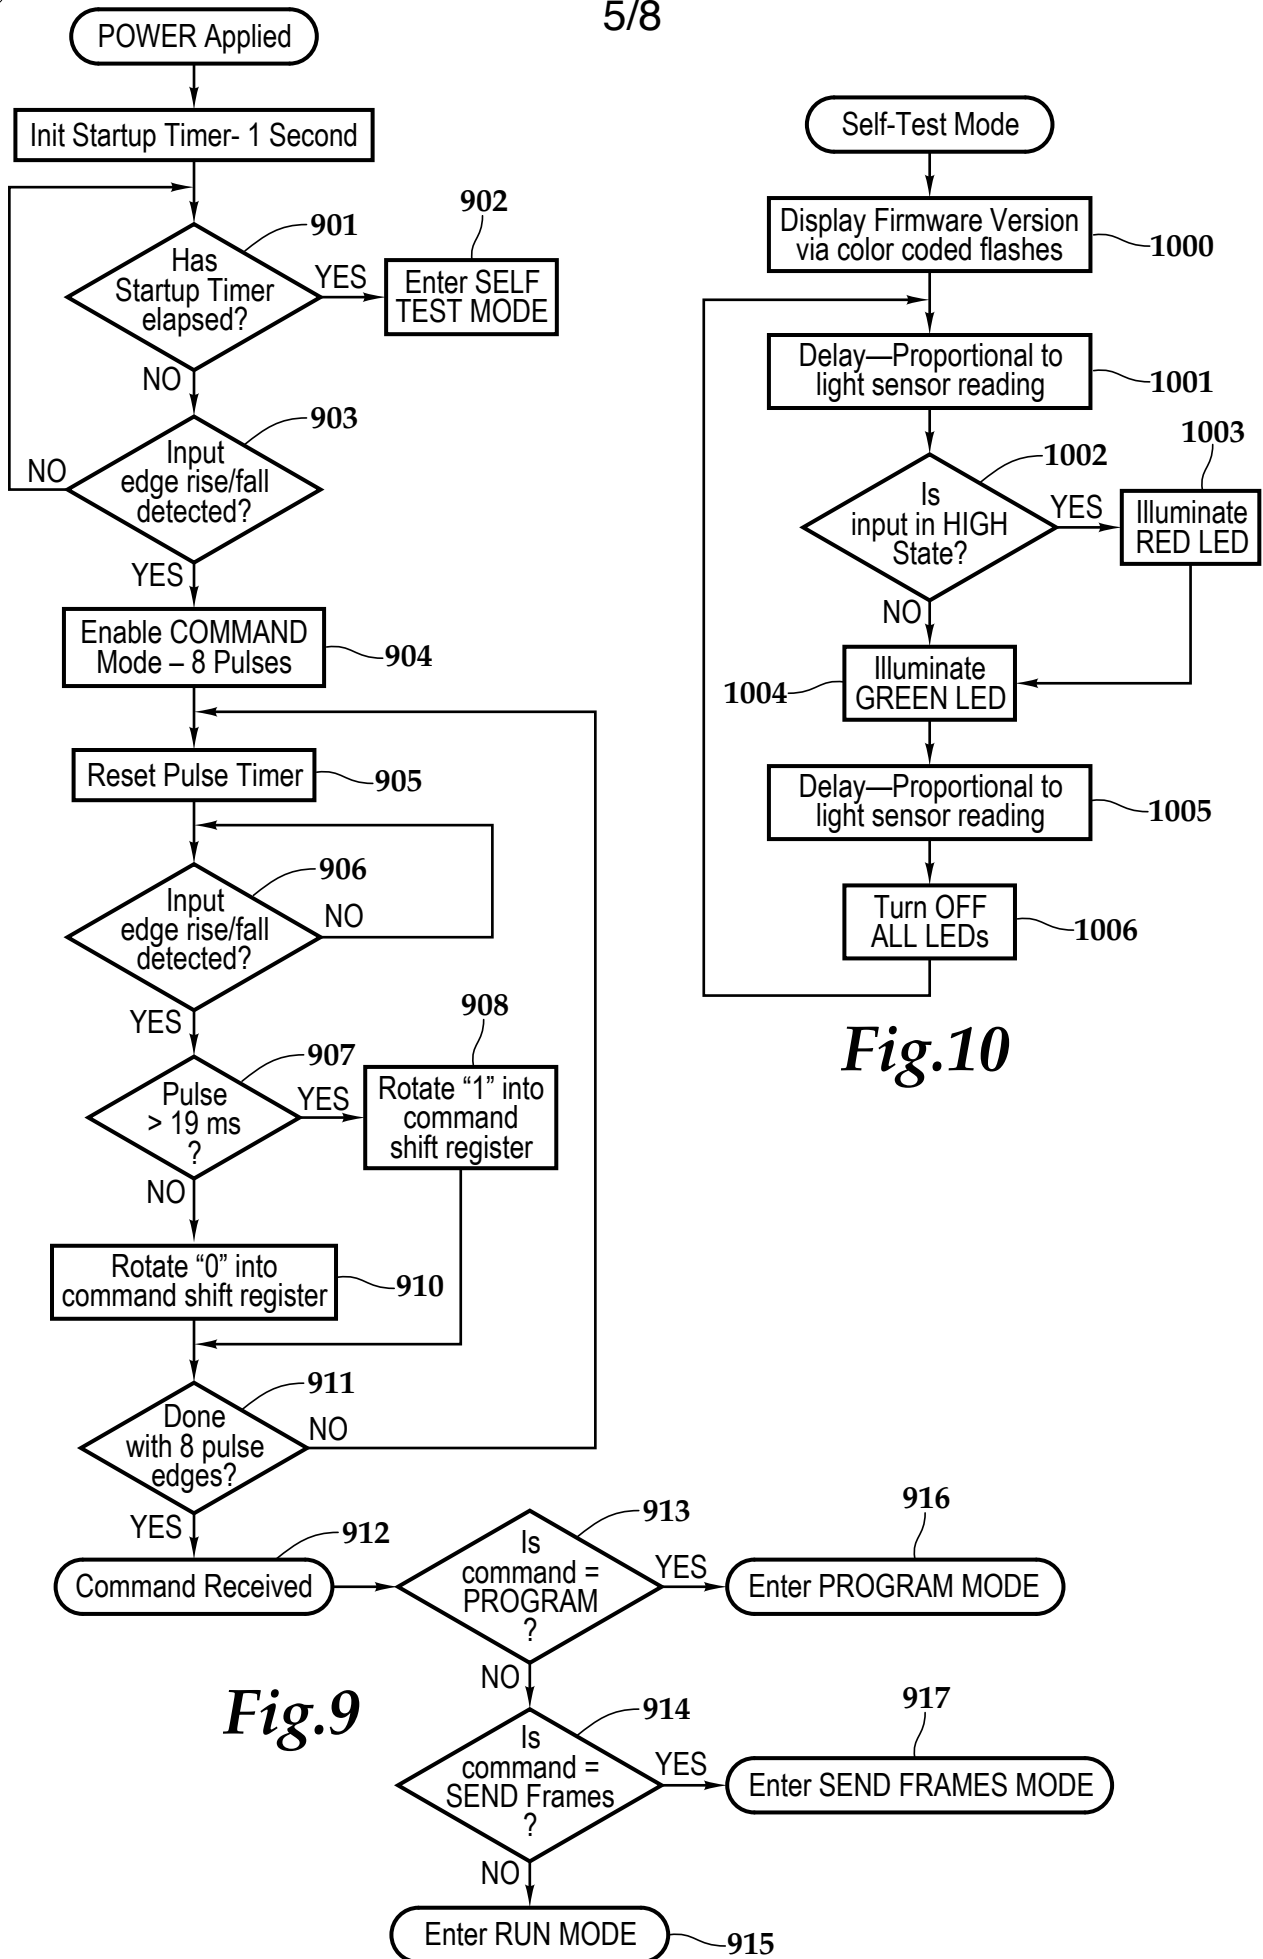 5/8
POWER Applied
Init Startup Timer- 1 Second
901
Has
Startup Timer
elapsed?
YES
902
Enter SELF
TEST MODE
NO
903
Input
edge rise/fall
detected?
NO
YES
Enable COMMAND
Mode – 8 Pulses
904
Reset Pulse Timer
905
906
Input
edge rise/fall
detected?
NO
YES
907
Pulse
> 19 ms
?
YES
908
Rotate “1” into
command
shift register
NO
Rotate “0” into
command shift register
910
911
Done
with 8 pulse
edges?
NO
YES
912
Command Received
913
Is
command =
PROGRAM
?
YES
916
Enter PROGRAM MODE
NO
914
Is
command =
SEND Frames
?
YES
917
Enter SEND FRAMES MODE
NO
Enter RUN MODE
915
Fig.9
Self-Test Mode
Display Firmware Version
via color coded flashes
1000
Delay—Proportional to
light sensor reading
1001
1002
Is
input in HIGH
State?
YES
1003
Illuminate
RED LED
NO
1004
Illuminate
GREEN LED
Delay—Proportional to
light sensor reading
1005
Turn OFF
ALL LEDs
1006
Fig.10